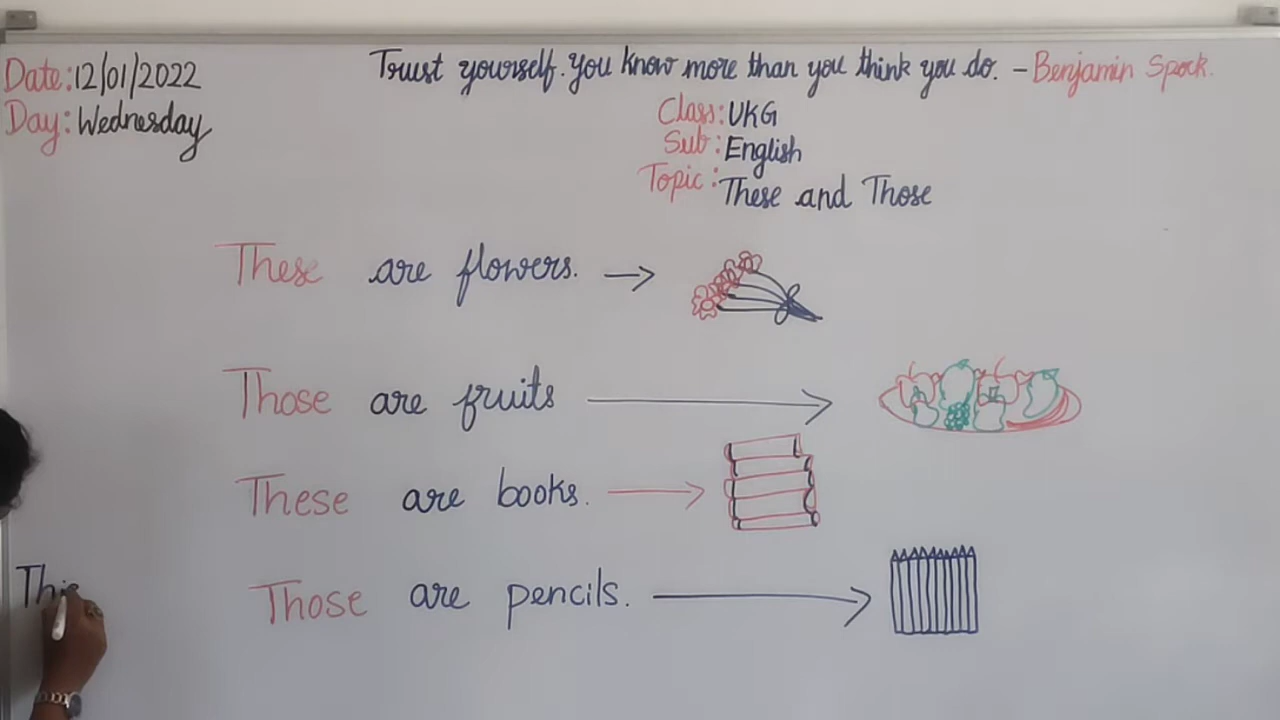 Date: 12/01/2022
Trust yourself. You know more than you think you do. - Benjamin Spock.
Day: Wednesday
Class: UKG
Sub: English
Topic: These and Those
These are flowers.
Those are fruits
These are books.
Those are pencils.